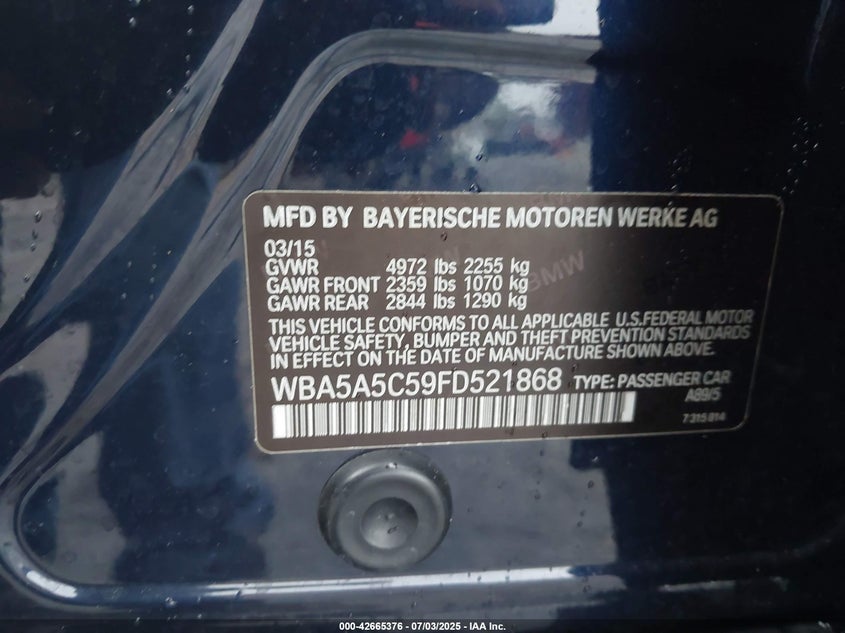 MFD BY BAYERISCHE MOTOREN WERKE AG
03/15
GVWR 4972 lbs 2255 kg
GAWR FRONT 2359 lbs 1070 kg
GAWR REAR 2844 lbs 1290 kg
THIS VEHICLE CONFORMS TO ALL APPLICABLE U.S.FEDERAL MOTOR
VEHICLE SAFETY, BUMPER AND THEFT PREVENTION STANDARDS
IN EFFECT ON THE DATE OF MANUFACTURE SHOWN ABOVE.
WBA5A5C59FD521868 TYPE: PASSENGER CAR
A89/5
7 315 814
BMW
000-42665376 - 07/03/2025 - IAA Inc.